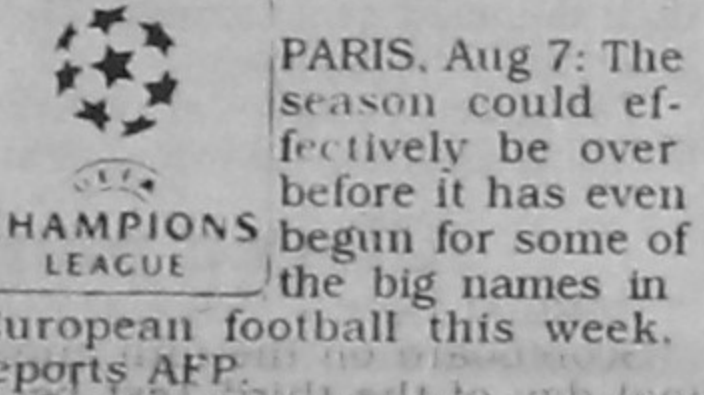 UEFA
HAMPIONS
LEAGUE
PARIS, Aug 7: The
season could ef-
fectively be over
before it has even
begun for some of
the big names in
uropean football this week,
eports AFP.